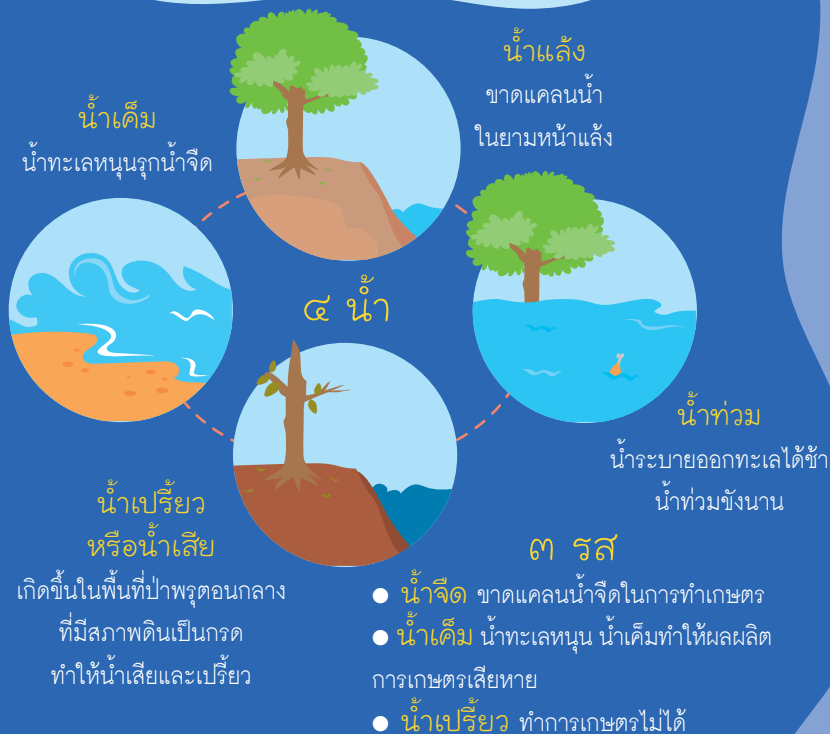 น้ำแล้ง
ขาดแคลนน้ำ
ในยามหน้าแล้ง
น้ำเค็ม
น้ำทะเลหนุนรุกน้ำจืด
๔ น้ำ
น้ำท่วม
น้ำระบายออกทะเลได้ช้า
น้ำท่วมขังนาน
น้ำเปรี้ยว
หรือน้ำเสีย
เกิดขึ้นในพื้นที่ป่าพรุตอนกลาง
ที่มีสภาพดินเป็นกรด
ทำให้น้ำเสียและเปรี้ยว
๓ รส
● น้ำจืด ขาดแคลนน้ำจืดในการทำเกษตร
● น้ำเค็ม น้ำทะเลหนุน น้ำเค็มทำให้ผลผลิต
การเกษตรเสียหาย
● น้ำเปรี้ยว ทำการเกษตรไม่ได้